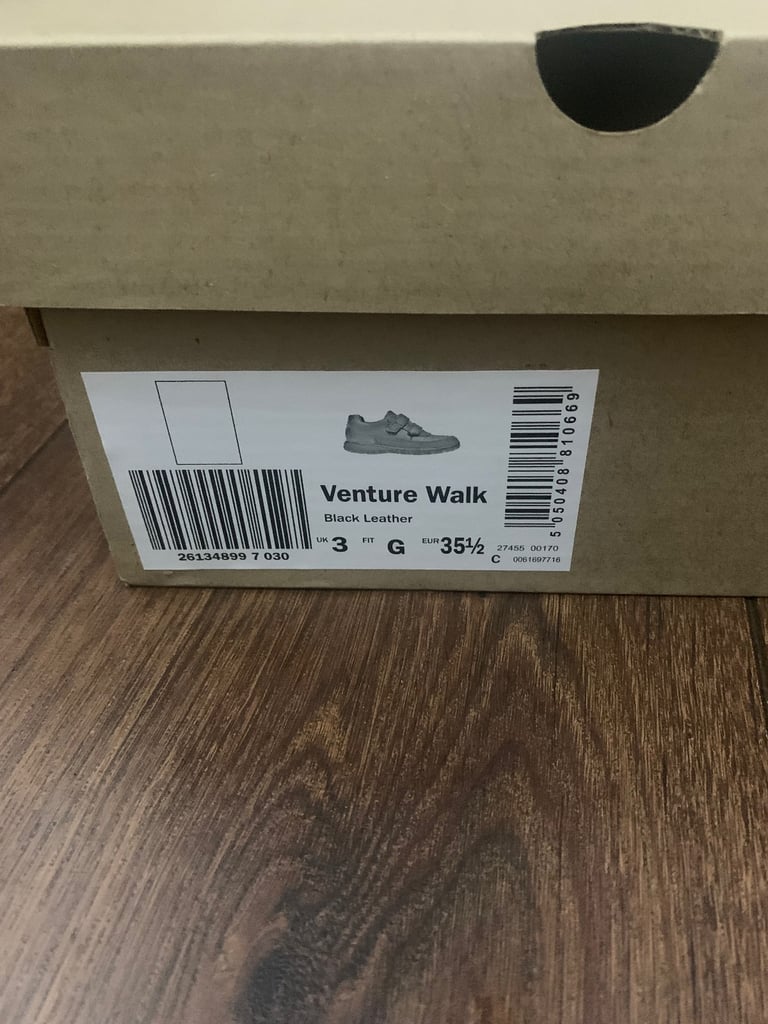 Venture Walk
Black Leather
UK 3 FIT G EUR 35½
26134899 7 030
5 050408 810669
27455 00170
C 0061697716